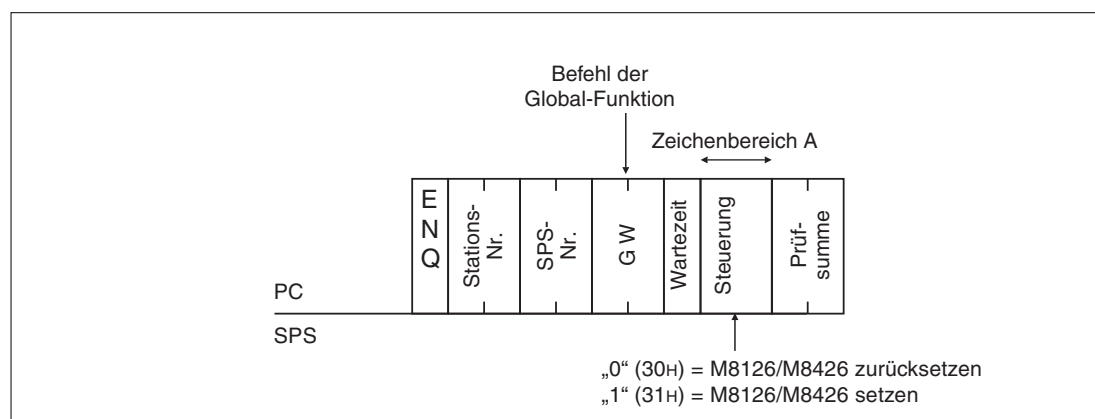 Befehl der
Global-Funktion
Zeichenbereich A
E
N
Q
Stations-
Nr.
SPS-
Nr.
G W
Wartezeit
Steuerung
Prüf-
summe
PC
SPS
„0“ (30H) = M8126/M8426 zurücksetzen
„1“ (31H) = M8126/M8426 setzen